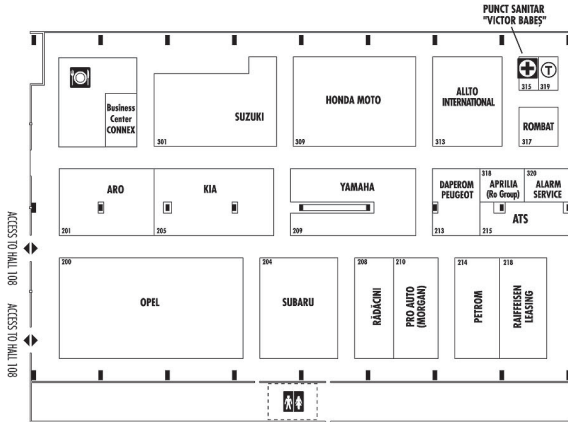 PUNCT SANITAR
"VICTOR BABEȘ"
Business
Center
CONNEX
SUZUKI
301
HONDA MOTO
309
ALLTO
INTERNATIONAL
313
T
315
319
ROMBAT
317
ARO
201
KIA
205
YAMAHA
209
DAPEROM
PEUGEOT
213
318
APRILIA
(Ro Group)
320
ALARM
SERVICE
ATS
215
ACCESS TO HALL 108
ACCESS TO HALL 108
200
OPEL
204
SUBARU
208
RĂDĂCINI
210
PRO AUTO
(MORGAN)
214
PETROM
218
RAIFFEISEN
LEASING